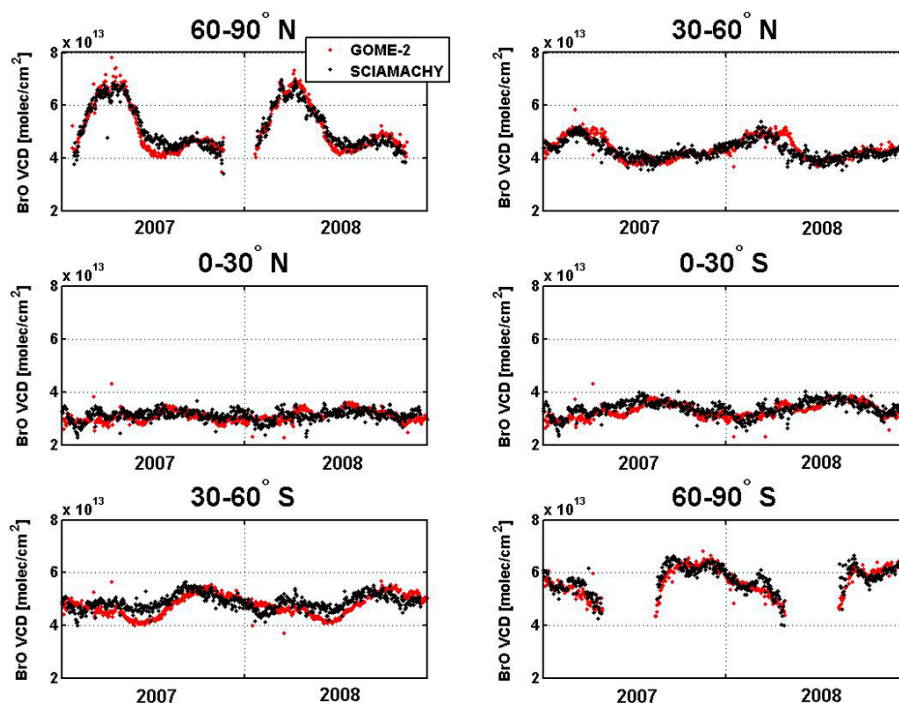 60-90° N
x 10^13
GOME-2
SCIAMACHY
BrO VCD [molec/cm^2]
8
6
4
2
2007
2008
30-60° N
x 10^13
BrO VCD [molec/cm^2]
8
6
4
2
2007
2008
0-30° N
x 10^13
BrO VCD [molec/cm^2]
8
6
4
2
2007
2008
0-30° S
x 10^13
BrO VCD [molec/cm^2]
8
6
4
2
2007
2008
30-60° S
x 10^13
BrO VCD [molec/cm^2]
8
6
4
2
2007
2008
60-90° S
x 10^13
BrO VCD [molec/cm^2]
8
6
4
2
2007
2008